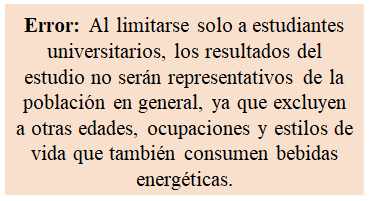 Error: Al limitarse solo a estudiantes
universitarios, los resultados del
estudio no serán representativos de la
población en general, ya que excluyen
a otras edades, ocupaciones y estilos de
vida que también consumen bebidas
energéticas.